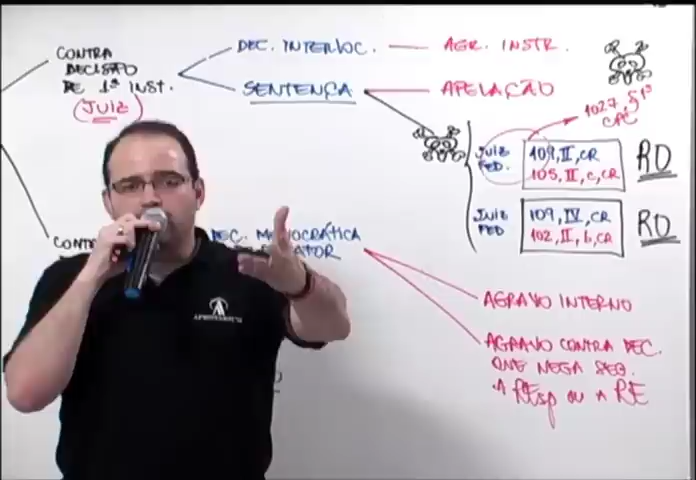 CONTRA
DECISÃO
DE 1ª INST.
(JUIZ)
DEC. INTERLOC.
AGR. INSTR.
SENTENÇA
APELAÇÃO
1027, §1º
CPC
JUIZ
FED.
109, II, CR
105, II, c, CR
RO
JUIZ
FED
109, IV, CR
102, II, b, CR
RO
CONT
DEC. MONOCRÁTICA
ATOR
AGRAVO INTERNO
AGRAVO CONTRA DEC.
QUE NEGA SEG.
A RESP OU A RE